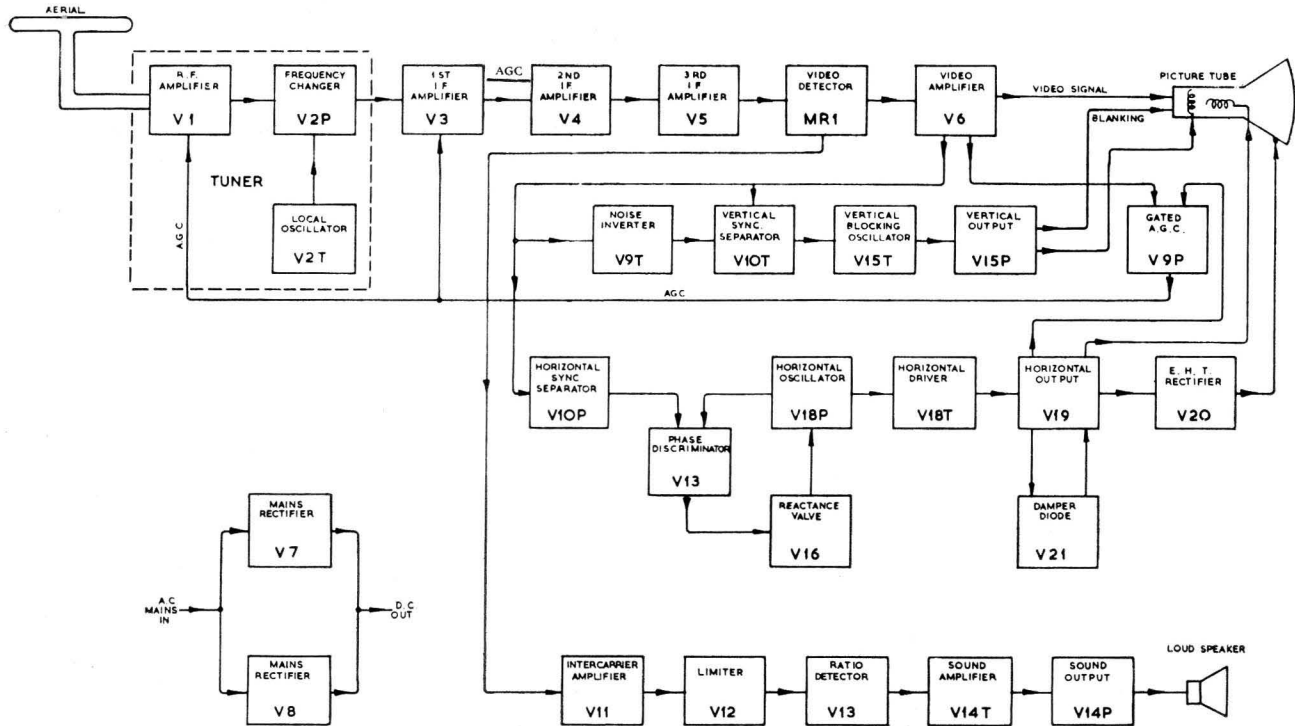 AERIAL
R.F.
AMPLIFIER
V1
FREQUENCY
CHANGER
V2P
1ST
IF
AMPLIFIER
V3
AGC
2ND
IF
AMPLIFIER
V4
3RD
IF
AMPLIFIER
V5
VIDEO
DETECTOR
MR1
VIDEO
AMPLIFIER
V6
VIDEO SIGNAL
BLANKING
PICTURE TUBE
TUNER
LOCAL
OSCILLATOR
V2T
AGC
NOISE
INVERTER
V9T
VERTICAL
SYNC.
SEPARATOR
V10T
VERTICAL
BLOCKING
OSCILLATOR
V15T
VERTICAL
OUTPUT
V15P
GATED
A.G.C.
V9P
AGC
HORIZONTAL
SYNC
SEPARATOR
V10P
PHASE
DISCRIMINATOR
V13
HORIZONTAL
OSCILLATOR
V18P
HORIZONTAL
DRIVER
V18T
HORIZONTAL
OUTPUT
V19
E. H. T.
RECTIFIER
V20
REACTANCE
VALVE
V16
DAMPER
DIODE
V21
MAINS
RECTIFIER
V7
A.C
MAINS
IN
D.C.
OUT
MAINS
RECTIFIER
V8
INTERCARRIER
AMPLIFIER
V11
LIMITER
V12
RATIO
DETECTOR
V13
SOUND
AMPLIFIER
V14T
SOUND
OUTPUT
V14P
LOUD SPEAKER